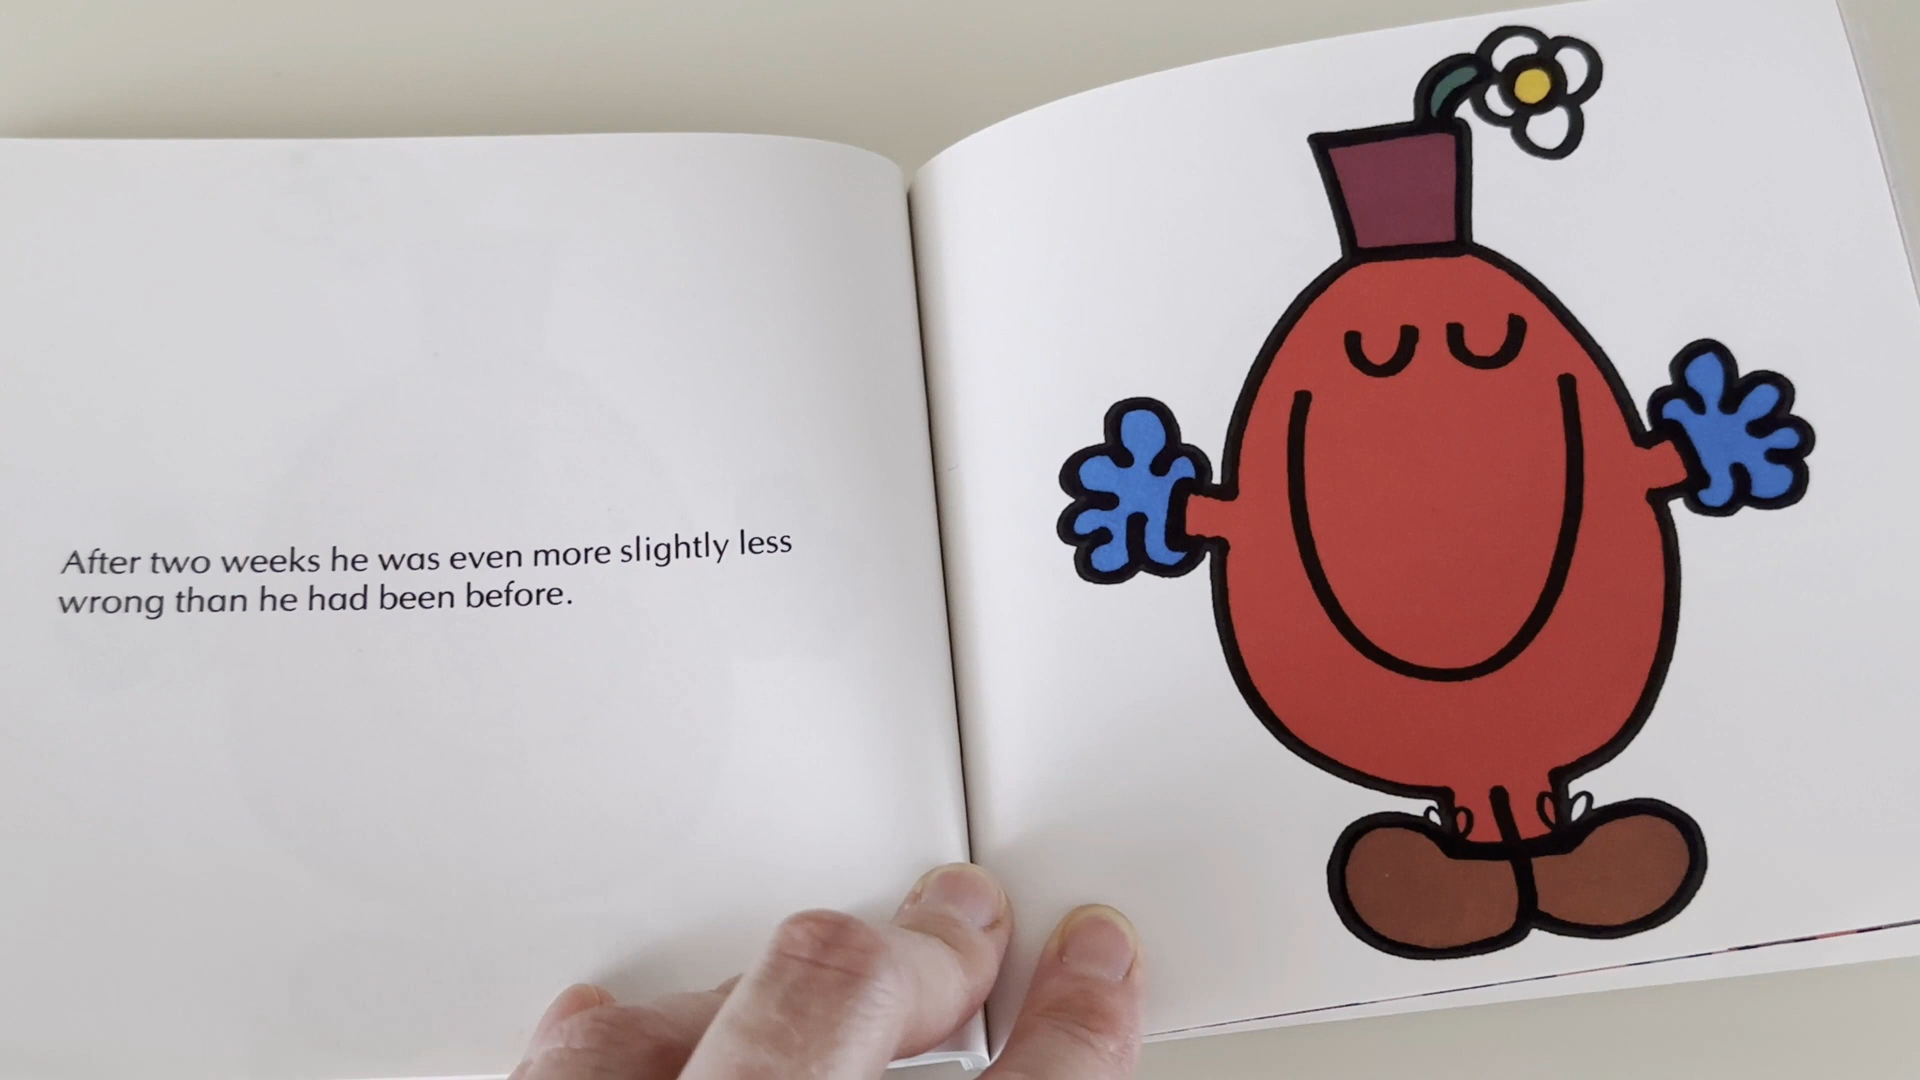 After two weeks he was even more slightly less
wrong than he had been before.